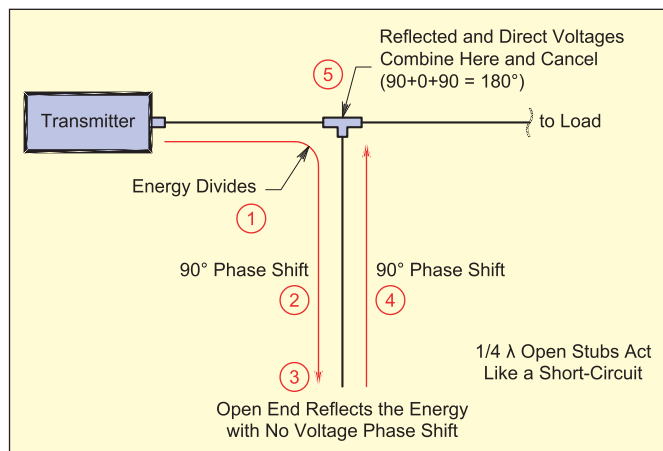 Reflected and Direct Voltages
Combine Here and Cancel
(90+0+90 = 180°)
5
Transmitter
to Load
Energy Divides
1
90° Phase Shift
2
90° Phase Shift
4
3
Open End Reflects the Energy
with No Voltage Phase Shift
1/4 λ Open Stubs Act
Like a Short-Circuit